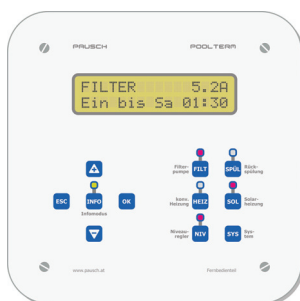 PAUSCH
POOLTERM
FILTER 5.2A
Ein bis Sa 01:30
Filter-
pumpe
FILT
SPÜL
Rück-
spülung
ESC
INFO
OK
Infomodus
konv.
Heizung
HEIZ
SOL
Solar-
heizung
Niveau-
regler
NIV
SYS
Sys-
tem
www.pausch.at
Fernbedienteil